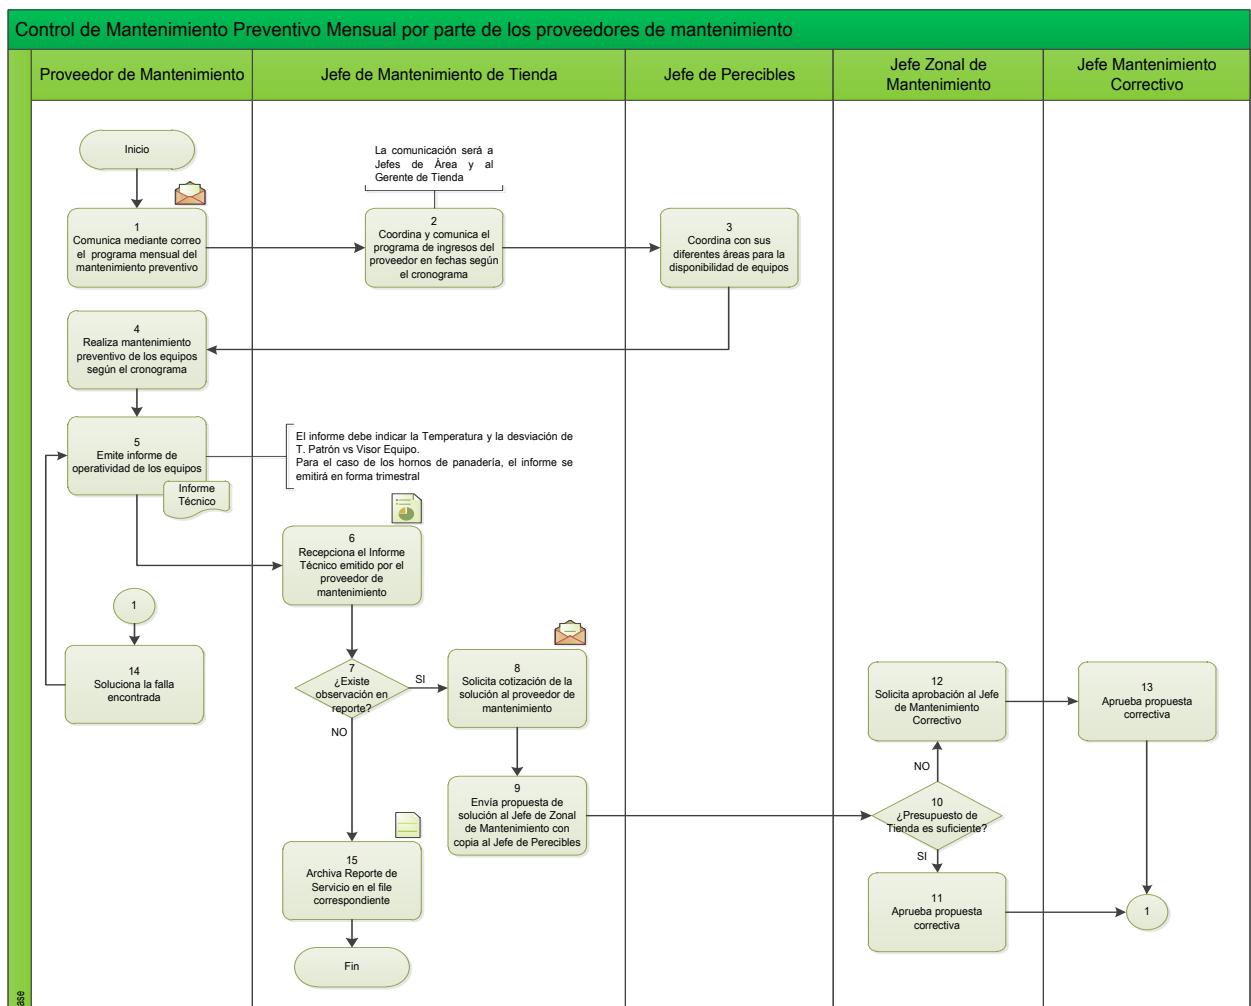 Control de Mantenimiento Preventivo Mensual por parte de los proveedores de mantenimiento
Proveedor de Mantenimiento
Jefe de Mantenimiento de Tienda
Jefe de Perecibles
Jefe Zonal de
Mantenimiento
Jefe Mantenimiento
Correctivo
Inicio
La comunicación será a
Jefes de Área y al
Gerente de Tienda
1
Comunica mediante correo
el programa mensual del
mantenimiento preventivo
2
Coordina y comunica el
programa de ingresos del
proveedor en fechas según
el cronograma
3
Coordina con sus
diferentes áreas para la
disponibilidad de equipos
4
Realiza mantenimiento
preventivo de los equipos
según el cronograma
5
Emite informe de
operatividad de los equipos
Informe
Técnico
El informe debe indicar la Temperatura y la desviación de
T. Patrón vs Visor Equipo.
Para el caso de los hornos de panadería, el informe se
emitirá en forma trimestral
6
Recepciona el Informe
Técnico emitido por el
proveedor de
mantenimiento
1
14
Soluciona la falla
encontrada
7
¿Existe
observación en
reporte?
SI
NO
8
Solicita cotización de la
solución al proveedor de
mantenimiento
9
Envía propuesta de
solución al Jefe de Zonal
de Mantenimiento con
copia al Jefe de Perecibles
12
Solicita aprobación al Jefe
de Mantenimiento
Correctivo
13
Aprueba propuesta
correctiva
NO
10
¿Presupuesto de
Tienda es suficiente?
SI
11
Aprueba propuesta
correctiva
1
15
Archiva Reporte de
Servicio en el file
correspondiente
Fin